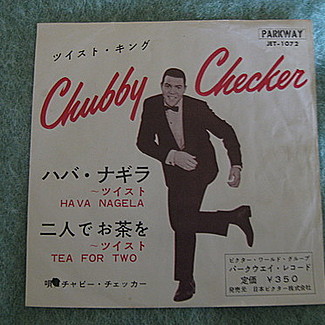 PARKWAY
JET-1072
ツイスト・キング
Chubby Checker
ハバ・ナギラ
～ツイスト
HAVA NAGELA
二人でお茶を
～ツイスト
TEA FOR TWO
唄 チャビー・チェッカー
ビクター・ワールド・グループ
パークウエイ・レコード
定価 ¥350
発売元 日本ビクター株式会社